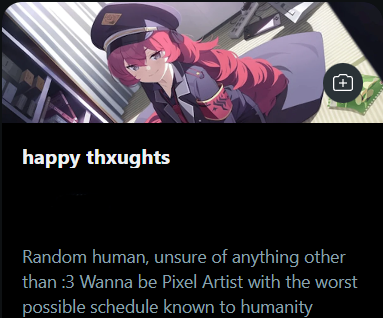 happy thxughts
Random human, unsure of anything other
than :3 Wanna be Pixel Artist with the worst
possible schedule known to humanity